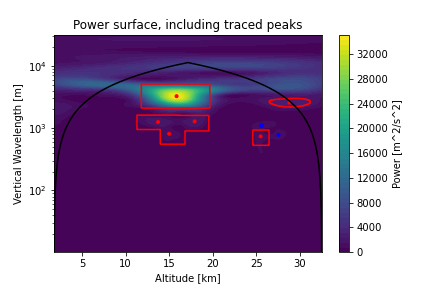 Power surface, including traced peaks
Vertical Wavelength [m]
10^4
10^3
10^2
5 10 15 20 25 30
Altitude [km]
32000
28000
24000
20000
16000
12000
8000
4000
0
Power [m^2/s^2]